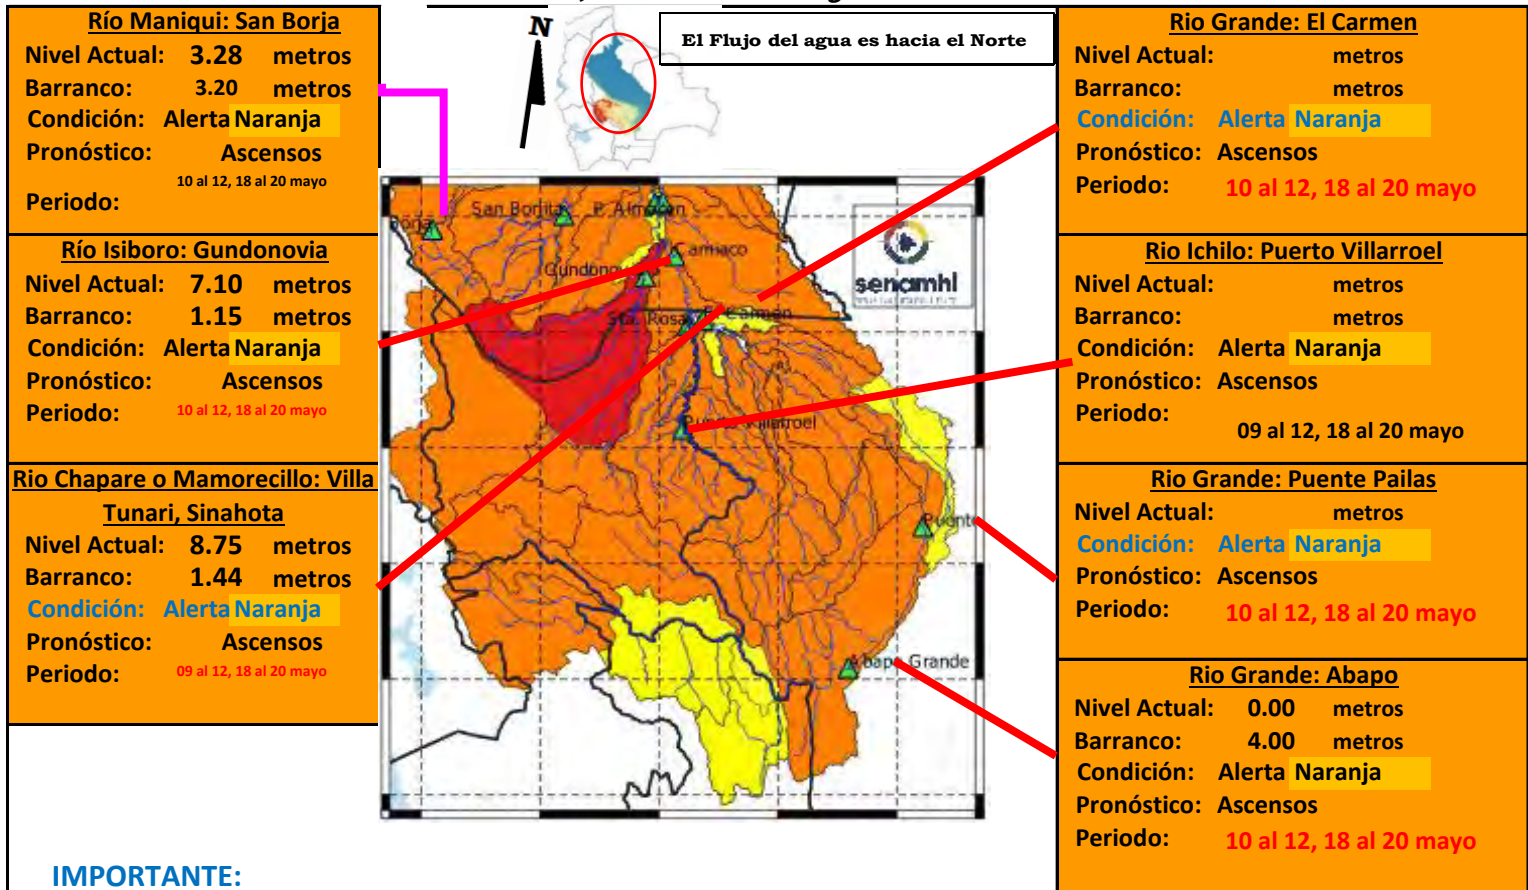 Río Maniqui: San Borja
Nivel Actual: 3.28 metros
Barranco: 3.20 metros
Condición: Alerta Naranja
Pronóstico: Ascensos
10 al 12, 18 al 20 mayo
Periodo:
Río Isiboro: Gundonovia
Nivel Actual: 7.10 metros
Barranco: 1.15 metros
Condición: Alerta Naranja
Pronóstico: Ascensos
Periodo: 10 al 12, 18 al 20 mayo
Rio Chapare o Mamorecillo: Villa
Tunari, Sinahota
Nivel Actual: 8.75 metros
Barranco: 1.44 metros
Condición: Alerta Naranja
Pronóstico: Ascensos
Periodo: 09 al 12, 18 al 20 mayo
IMPORTANTE:
N
El Flujo del agua es hacia el Norte
San Borjita
P. Almacen
Borja
Camiaco
Gundonovia
senamhi
Sta. Rosa
El Carmen
Puerto Villarroel
Puente
Abapo Grande
Rio Grande: El Carmen
Nivel Actual: metros
Barranco: metros
Condición: Alerta Naranja
Pronóstico: Ascensos
Periodo: 10 al 12, 18 al 20 mayo
Rio Ichilo: Puerto Villarroel
Nivel Actual: metros
Barranco: metros
Condición: Alerta Naranja
Pronóstico: Ascensos
Periodo:
09 al 12, 18 al 20 mayo
Rio Grande: Puente Pailas
Nivel Actual: metros
Condición: Alerta Naranja
Pronóstico: Ascensos
Periodo: 10 al 12, 18 al 20 mayo
Rio Grande: Abapo
Nivel Actual: 0.00 metros
Barranco: 4.00 metros
Condición: Alerta Naranja
Pronóstico: Ascensos
Periodo: 10 al 12, 18 al 20 mayo